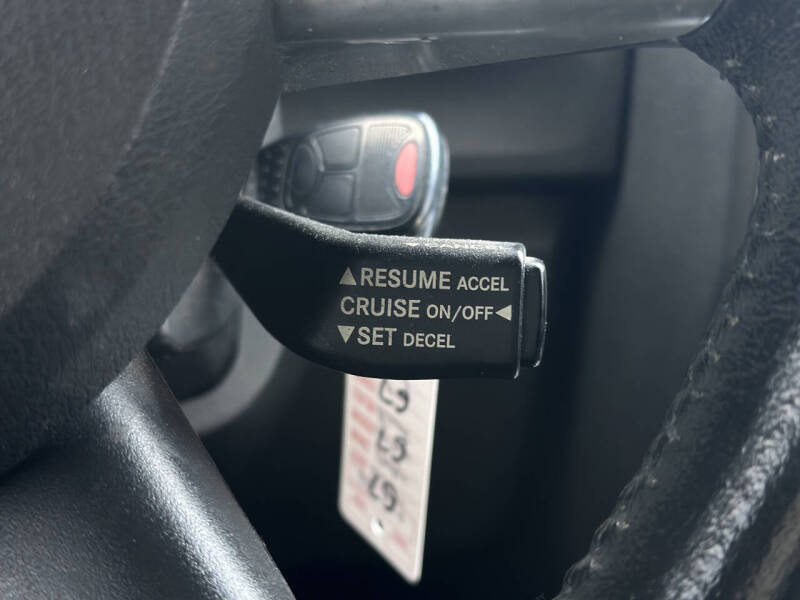 ▲RESUME ACCEL
CRUISE ON/OFF◄
▼SET DECEL